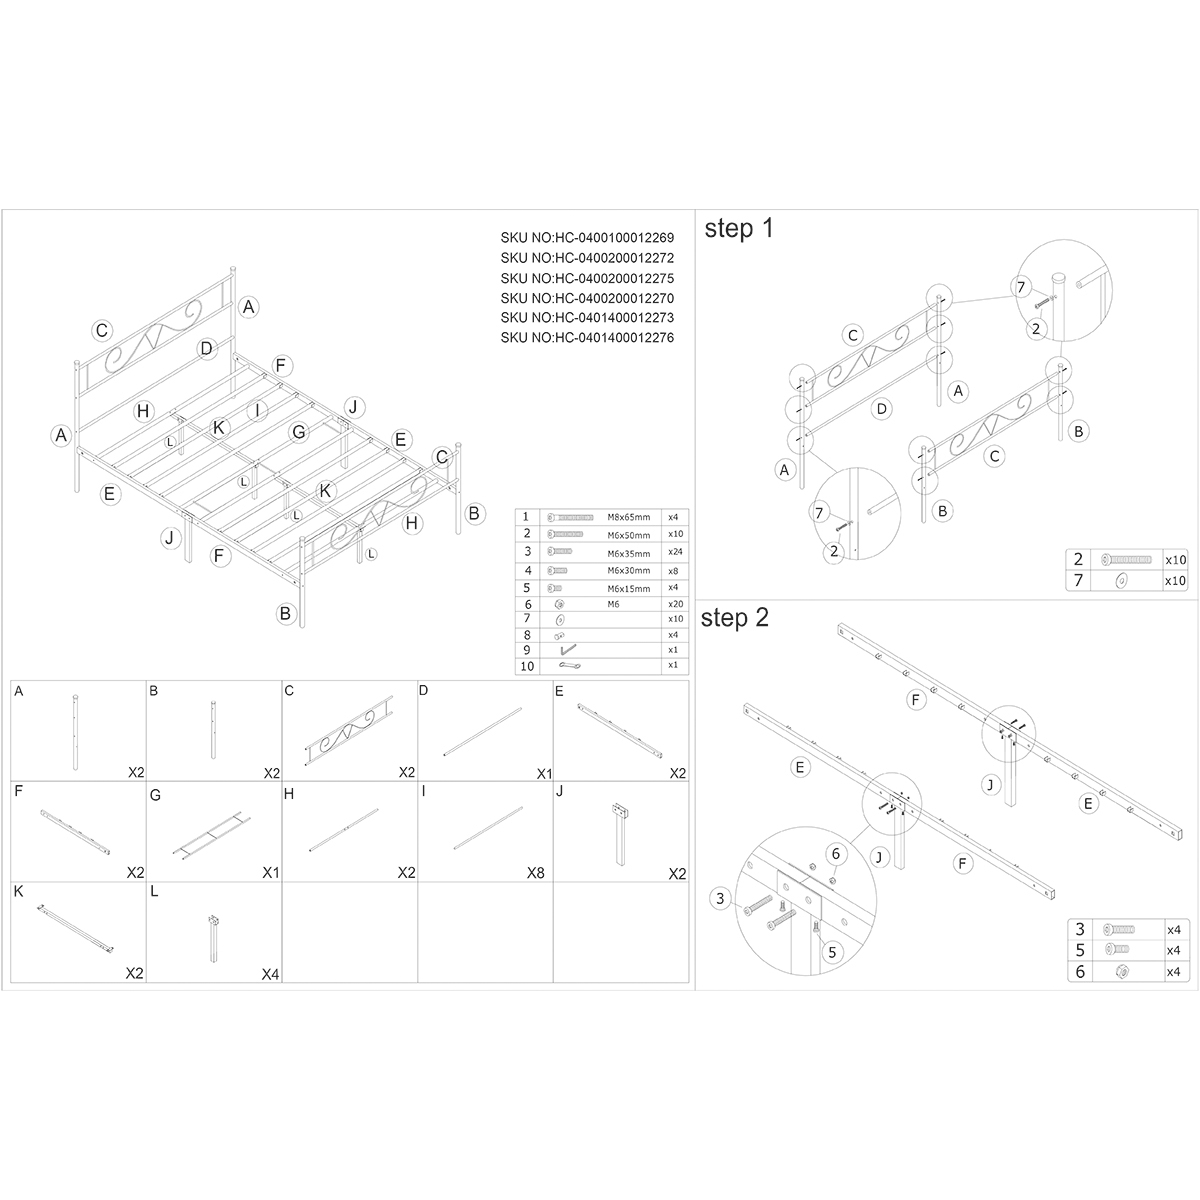 SKU NO:HC-0400100012269
SKU NO:HC-0400200012272
SKU NO:HC-0400200012275
SKU NO:HC-0400200012270
SKU NO:HC-0401400012273
SKU NO:HC-0401400012276
A
C
D
F
H
I
J
K
L
G
E
A
C
E
L
K
L
H
B
J
F
L
B
1 M8x65mm x4
2 M6x50mm x10
3 M6x35mm x24
4 M6x30mm x8
5 M6x15mm x4
6 M6 x20
7 x10
8 x4
9 x1
10 x1
A X2
B X2
C X2
D X1
E X2
F X2
G X1
H X2
I X8
J X2
K X2
L X4
step 1
7
2
C
A
D
B
C
A
7
B
2
2 x10
7 x10
step 2
F
E
J
E
J
F
6
3
5
3 x4
5 x4
6 x4